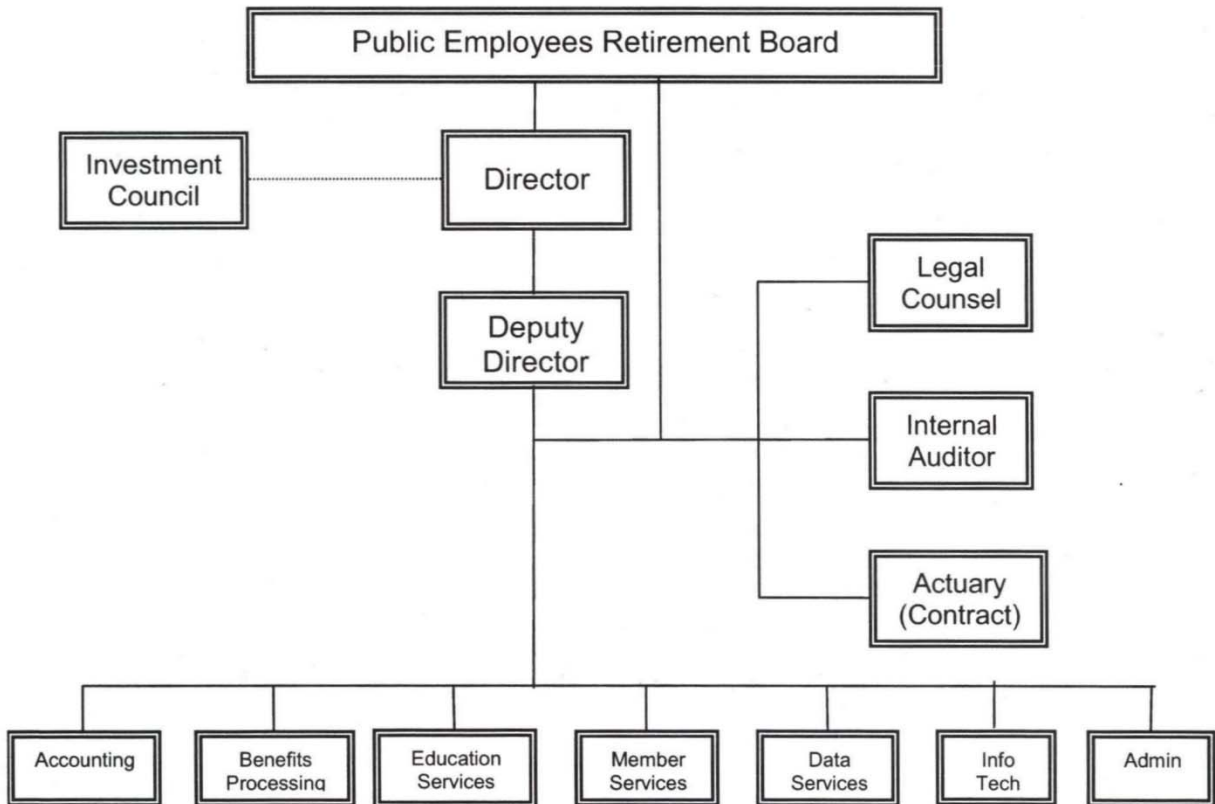 Public Employees Retirement Board
Investment
Council
Director
Deputy
Director
Legal
Counsel
Internal
Auditor
Actuary
(Contract)
Accounting
Benefits
Processing
Education
Services
Member
Services
Data
Services
Info
Tech
Admin